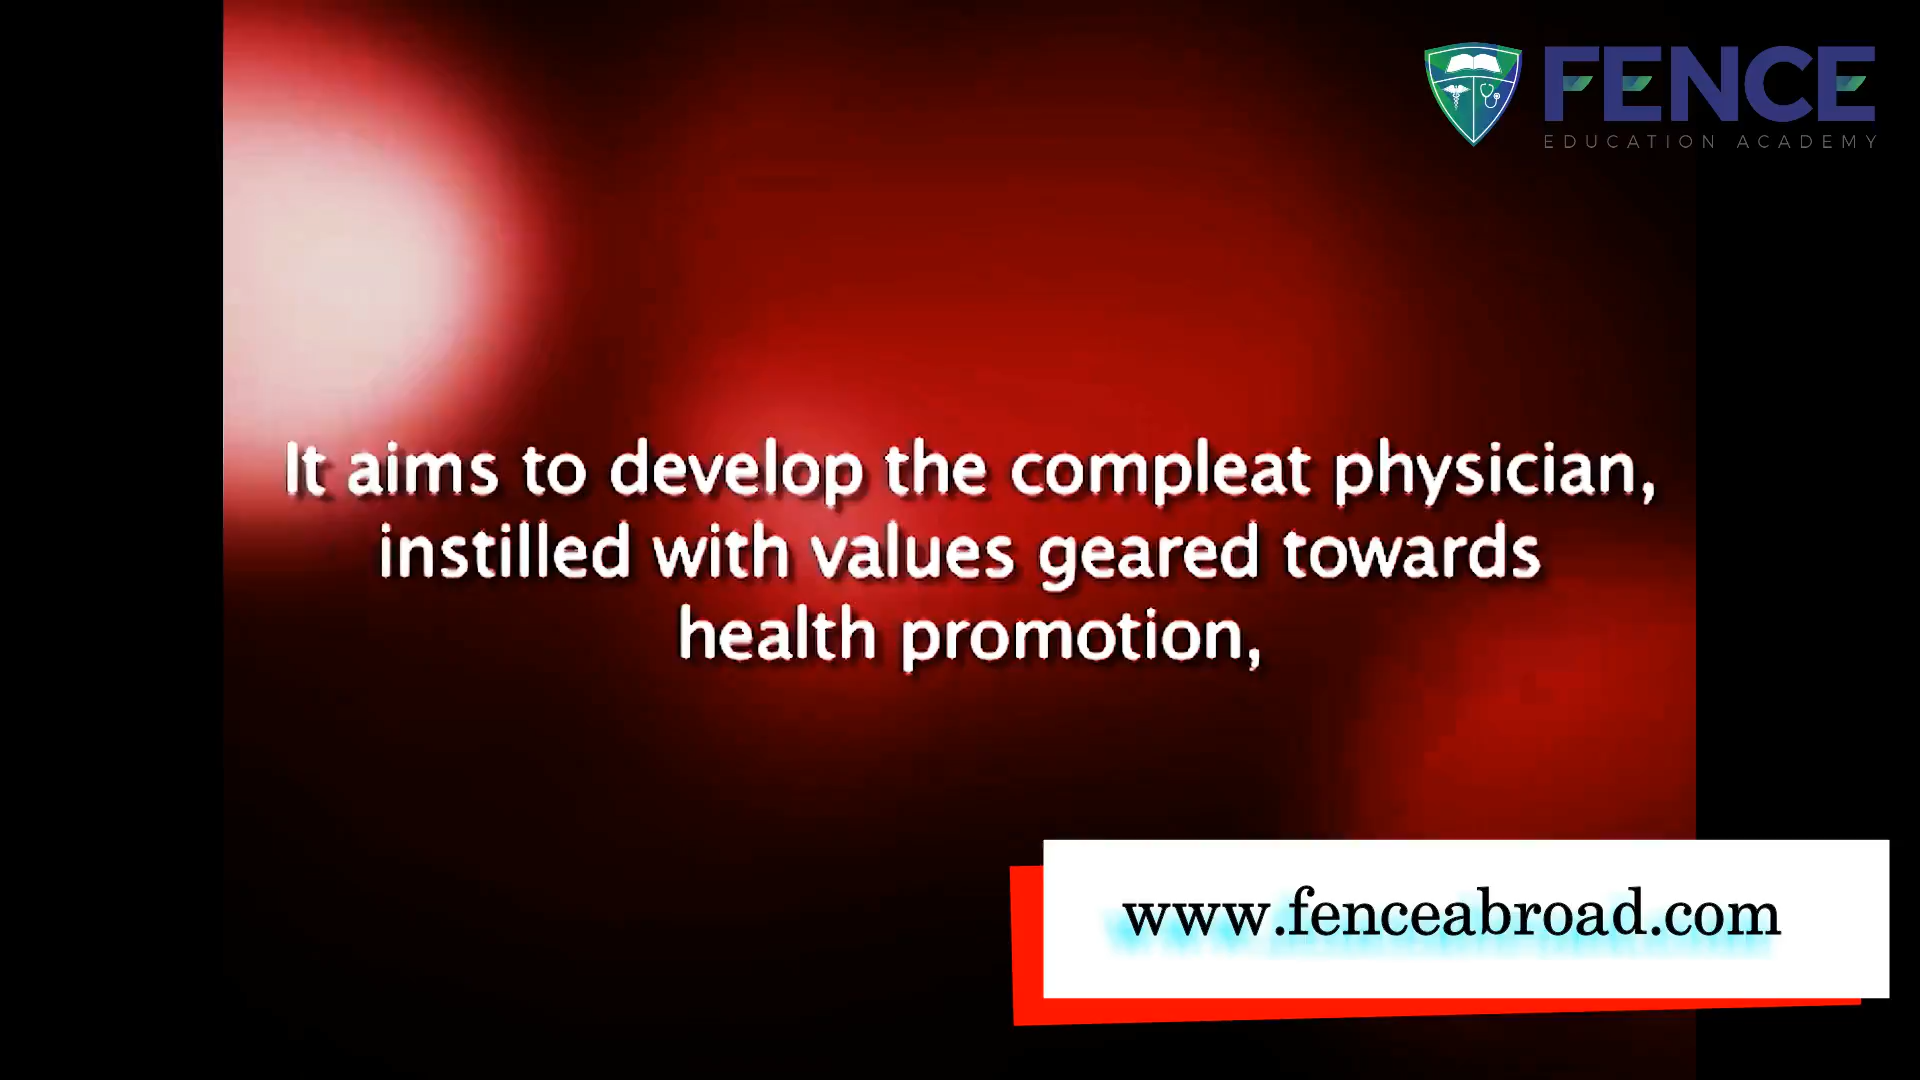 FENCE
EDUCATION ACADEMY
It aims to develop the compleat physician,
instilled with values geared towards
health promotion,
www.fenceabroad.com